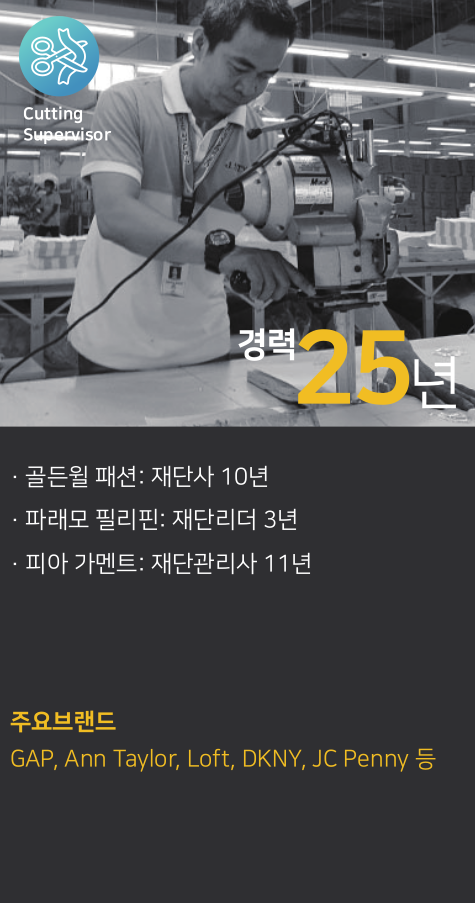 Cutting
Supervisor
경력 25년
· 골든윌 패션: 재단사 10년
· 파래모 필리핀: 재단리더 3년
· 피아 가멘트: 재단관리사 11년
주요브랜드
GAP, Ann Taylor, Loft, DKNY, JC Penny 등